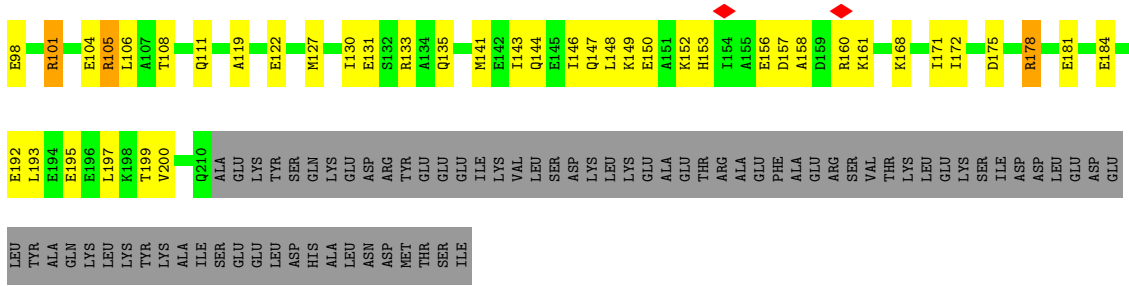 E98 R101 E104 R105 L106 A107 T108 Q111 A119 E122 M127 I130 E131 S132 R133 A134 Q135 M141 E142 I143 Q144 E145 I146 Q147 L148 K149 E150 A151 K152 H153 I154 A155 E156 D157 A158 D159 R160 K161 K168 I171 I172 D175 R178 E181 E184
E192 L193 E194 E195 E196 L197 K198 T199 V200 Q210 ALA GLU LYS TYR SER GLN LYS GLU ASP ARG TYR GLU GLU GLU ILE LYS VAL LEU SER ASP LYS LEU LYS GLU ALA GLU THR ARG ALA GLU PHE ALA GLU ARG SER VAL THR LYS LEU GLU LYS SER ILE ASP ASP LEU GLU ASP GLU
LEU TYR ALA GLN LYS LEU LYS TYR LYS ALA ILE SER GLU GLU LEU ASP HIS ALA LEU ASN ASP MET THR SER ILE